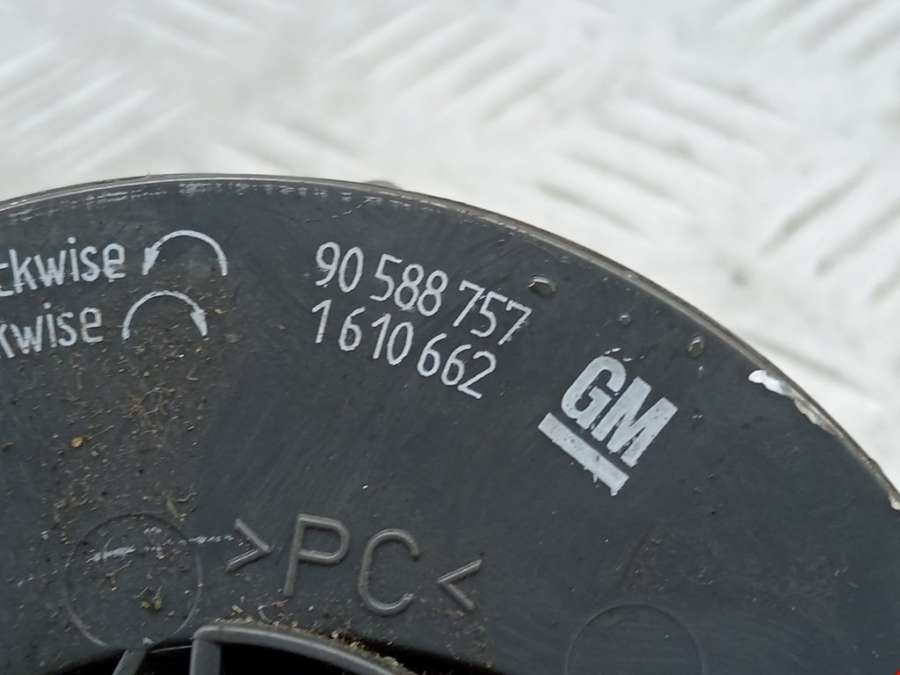 ckwise
kwise
90 588 757
1 610 662
GM
>PC<